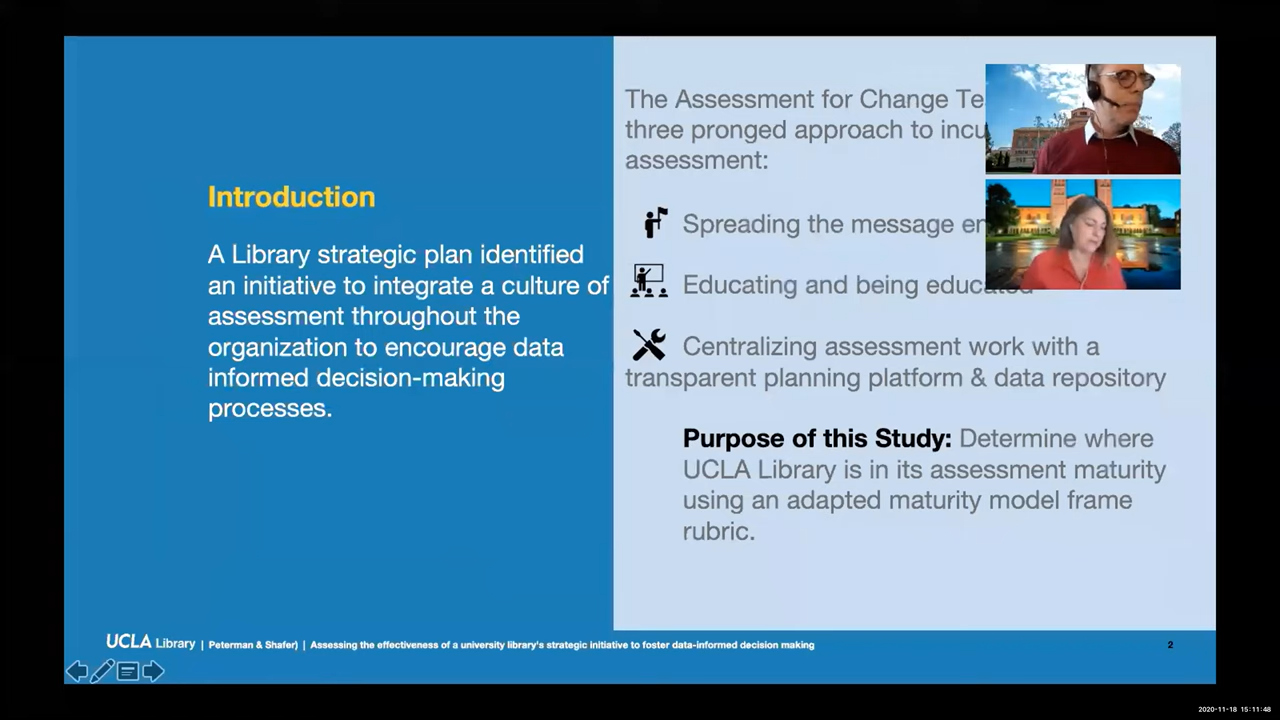 Introduction
A Library strategic plan identified
an initiative to integrate a culture of
assessment throughout the
organization to encourage data
informed decision-making
processes.
The Assessment for Change
three pronged approach to
assessment:
Spreading the message
Educating and being educated
Centralizing assessment work with a
transparent planning platform & data repository
Purpose of this Study: Determine where
UCLA Library is in its assessment maturity
using an adapted maturity model frame
rubric.
UCLA Library | Peterman & Shafer) | Assessing the effectiveness of a university library's strategic initiative to foster data-informed decision making
2
2020-11-18 15:11:48